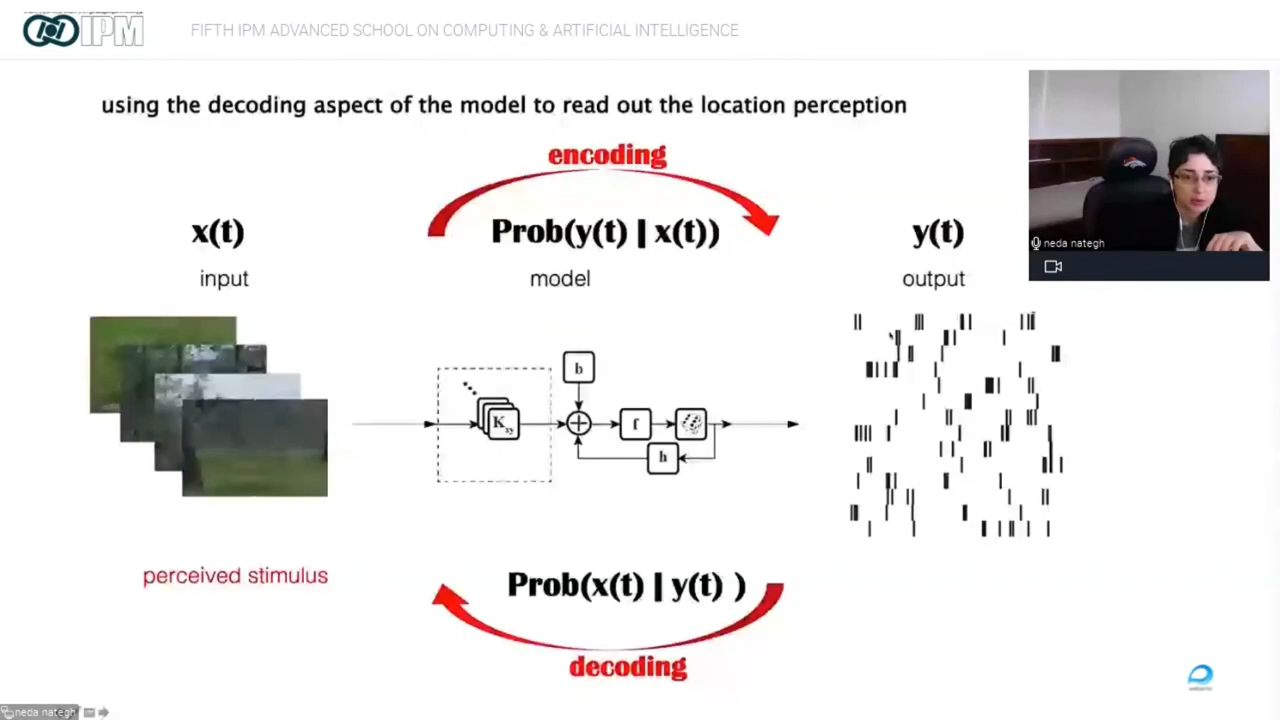 IPM
FIFTH IPM ADVANCED SCHOOL ON COMPUTING & ARTIFICIAL INTELLIGENCE
using the decoding aspect of the model to read out the location perception
encoding
x(t)
Prob(y(t) | x(t))
y(t)
neda nategh
input
model
output
b
Kxy
f
h
perceived stimulus
Prob(x(t) | y(t) )
decoding
neda nategh